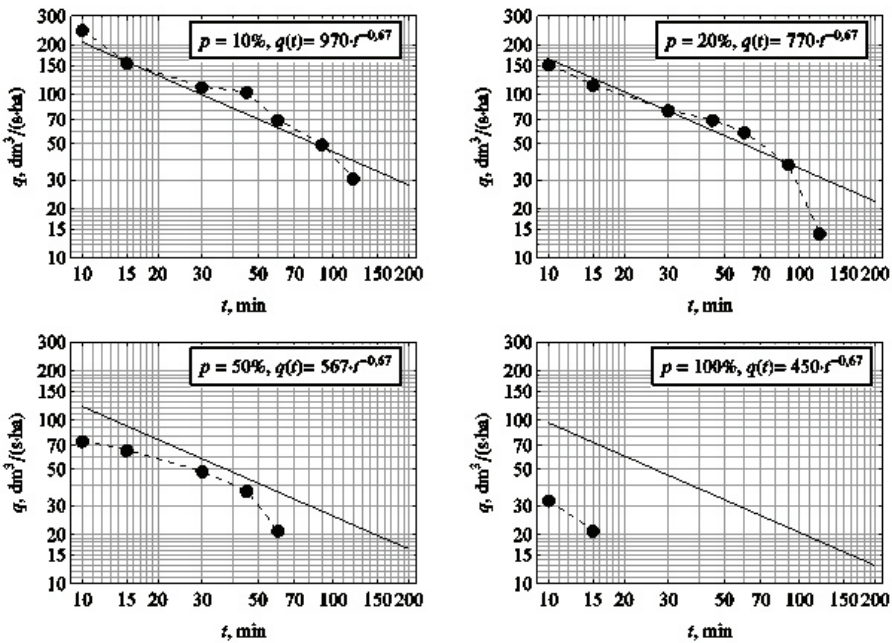 300
200
150
100
70
50
30
20
15
10
q, dm³/(s·ha)
p = 10%, q(t)= 970·t⁻⁰,⁶⁷
10 15 20 30 50 70 100 150 200
t, min
300
200
150
100
70
50
30
20
15
10
q, dm³/(s·ha)
p = 20%, q(t)= 770·t⁻⁰,⁶⁷
10 15 20 30 50 70 100 150 200
t, min
300
200
150
100
70
50
30
20
15
10
q, dm³/(s·ha)
p = 50%, q(t)= 567·t⁻⁰,⁶⁷
10 15 20 30 50 70 100 150 200
t, min
300
200
150
100
70
50
30
20
15
10
q, dm³/(s·ha)
p = 100%, q(t)= 450·t⁻⁰,⁶⁷
10 15 20 30 50 70 100 150 200
t, min